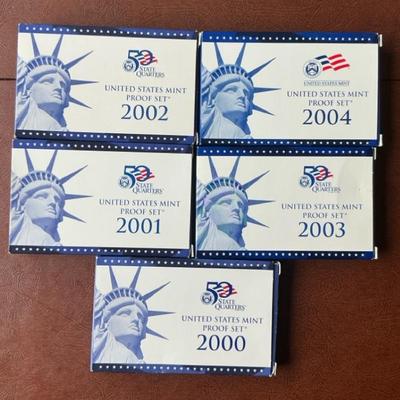 50
STATE
QUARTERS
UNITED STATES MINT
PROOF SET®
2002
UNITED STATES MINT
UNITED STATES MINT
PROOF SET®
2004
50
STATE
QUARTERS
UNITED STATES MINT
PROOF SET®
2001
50
STATE
QUARTERS
UNITED STATES MINT
PROOF SET®
2003
50
STATE
QUARTERS
UNITED STATES MINT
PROOF SET®
2000